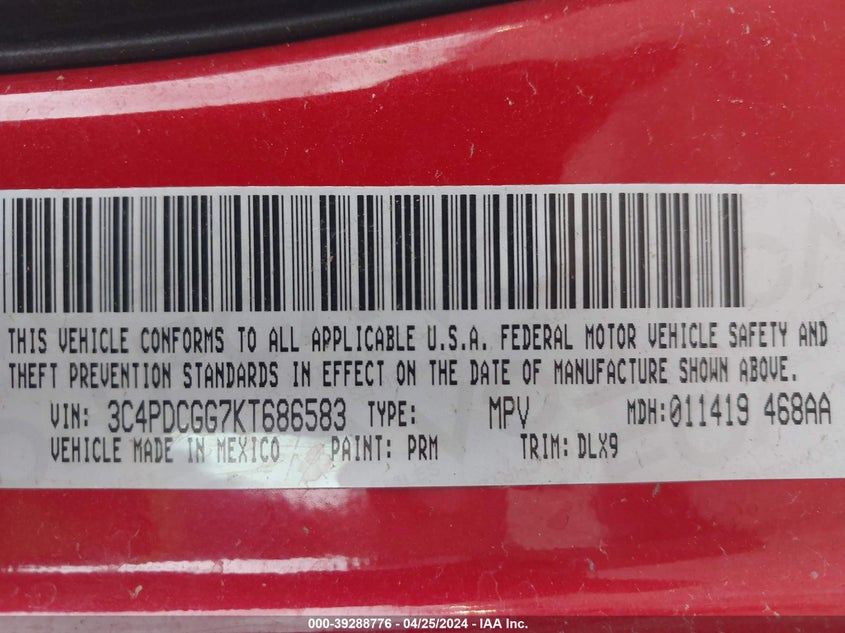 THIS VEHICLE CONFORMS TO ALL APPLICABLE U.S.A. FEDERAL MOTOR VEHICLE SAFETY AND
THEFT PREVENTION STANDARDS IN EFFECT ON THE DATE OF MANUFACTURE SHOWN ABOVE.
VIN: 3C4PDCGG7KT686583 TYPE: MPV MDH:011419 468AA
VEHICLE MADE IN MEXICO PAINT: PRM TRIM: DLX9
000-39288776 - 04/25/2024 - IAA Inc.